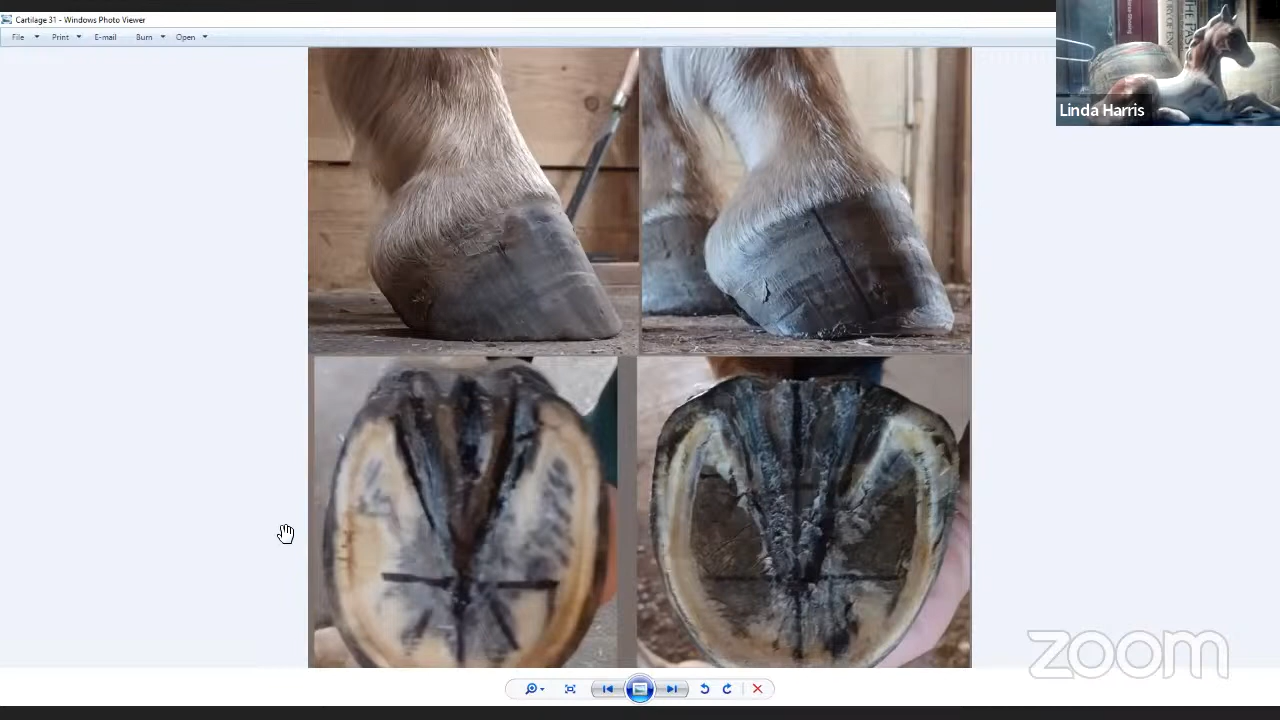 Cartilage 31 - Windows Photo Viewer
File Print E-mail Burn Open
Linda Harris
zoom